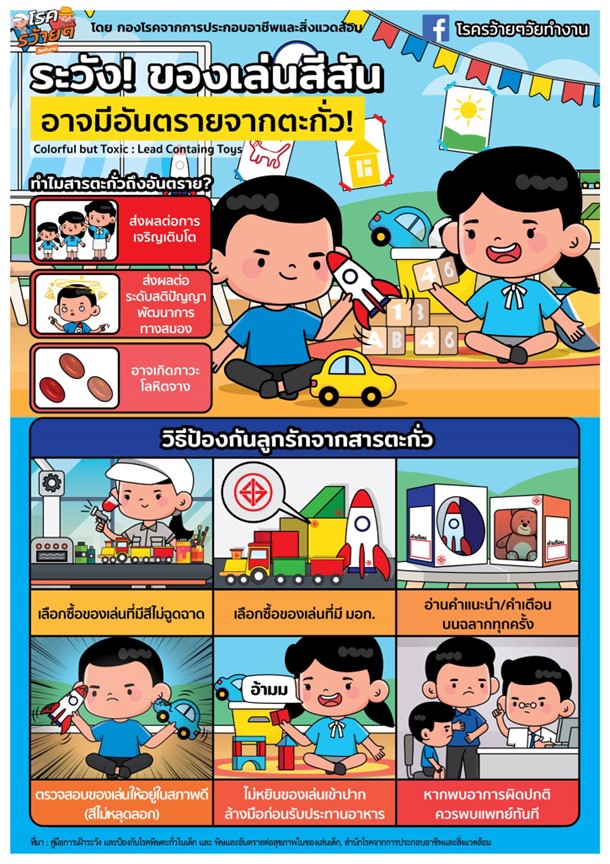 โรค
รร้ายๆ
โดย กองโรคจากการประกอบอาชีพและสิ่งแวดล้อม
โรครร้ายๆวัยทำงาน
ระวัง! ของเล่นสีสัน
อาจมีอันตรายจากตะกั่ว!
Colorful but Toxic : Lead Containg Toys
ทำไมสารตะกั่วถึงอันตราย?
ส่งผลต่อการ
เจริญเติบโต
ส่งผลต่อ
ระดับสติปัญญา
พัฒนาการ
ทางสมอง
อาจเกิดภาวะ
โลหิตจาง
46
1B
AB 46
วิธีป้องกันลูกรักจากสารตะกั่ว
เลือกซื้อของเล่นที่มีสีไม่ฉูดฉาด
เลือกซื้อของเล่นที่มี มอก.
คำเตือน
คำเตือน
อ่านคำแนะนำ/คำเตือน
บนฉลากทุกครั้ง
ตรวจสอบของเล่นให้อยู่ในสภาพดี
(สีไม่หลุดลอก)
อ้ามม
ไม่หยิบของเล่นเข้าปาก
ล้างมือก่อนรับประทานอาหาร
หากพบอาการผิดปกติ
ควรพบแพทย์ทันที
ที่มา : คู่มือการเฝ้าระวัง และป้องกันโรคพิษตะกั่วในเด็ก และ พิษและอันตรายต่อสุขภาพในของเล่นเด็ก, สำนักโรคจากการประกอบอาชีพและสิ่งแวดล้อม